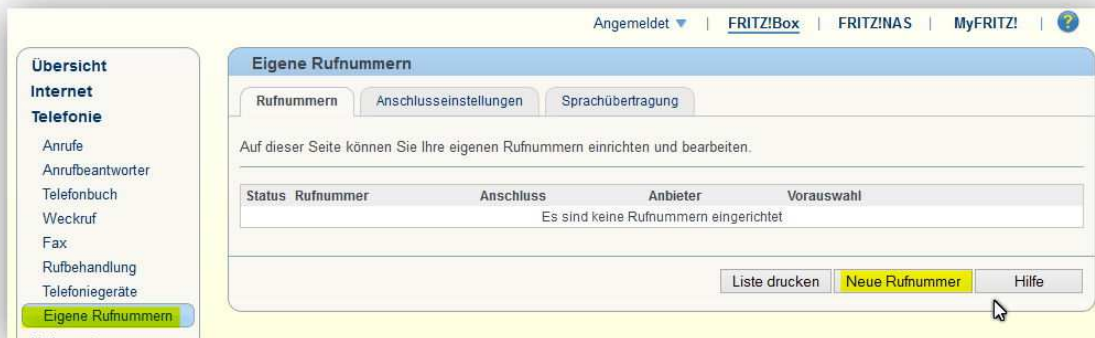 Angemeldet ▼ | FRITZ!Box | FRITZ!NAS | MyFRITZ! | ?
Übersicht
Internet
Telefonie
Anrufe
Anrufbeantworter
Telefonbuch
Weckruf
Fax
Rufbehandlung
Telefoniegeräte
Eigene Rufnummern
Eigene Rufnummern
Rufnummern Anschlusseinstellungen Sprachübertragung
Auf dieser Seite können Sie Ihre eigenen Rufnummern einrichten und bearbeiten.
Status Rufnummer Anschluss Anbieter Vorauswahl
Es sind keine Rufnummern eingerichtet
Liste drucken Neue Rufnummer Hilfe